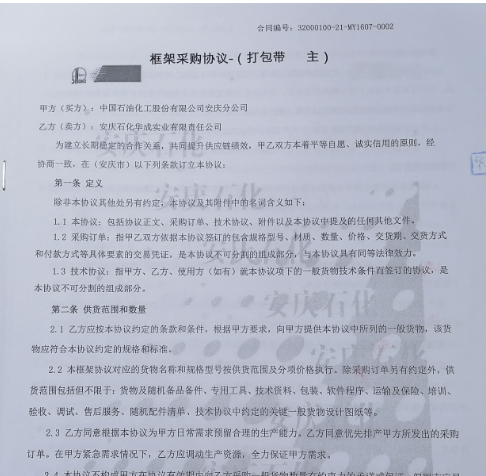 合同编号：32000100-21-MY1607-0002
框架采购协议-（打包带 主）
甲方（买方）：中国石油化工股份有限公司安庆分公司
乙方（卖方）：安庆石化华成实业有限责任公司
为建立长期稳定的合作关系，共同提升供应链绩效，甲乙双方本着平等自愿、诚实信用的原则，经
协商一致，在（安庆市）以下列条款订立本协议：
第一条 定义
除非本协议其他处另有约定，本协议及其附件中的名词含义如下：
1.1 本协议：包括协议正文、采购订单、技术协议、附件以及本协议中提及的任何其他文件。
1.2 采购订单：指甲乙双方依据本协议签订的包含规格型号、材质、数量、价格、交货期、交货方式
和付款方式等具体要素的交易凭证，是本协议不可分割的组成部分，与本协议具有同等法律效力。
1.3 技术协议：指甲方、乙方、使用方（如有）就本协议项下的一般货物技术条件而签订的协议，是
本协议不可分割的组成部分。
第二条 供货范围和数量
2.1 乙方应按本协议约定的条款和条件，根据甲方要求，向甲方提供本协议中所列的一般货物，该货
物应符合本协议约定的规格和标准。
2.2 本框架协议对应的货物名称和规格型号按供货范围及分项价格执行。除采购订单另有约定外，供
货范围包括但不限于：货物及随机备品备件、专用工具、技术资料、包装、软件程序、运输及保险、培训、
验收、调试、售后服务、随机配件清单、技术协议中约定的关键一般货物设计图纸等。
2.3 乙方同意根据本协议为甲方日常需求预留合理的生产能力。乙方同意优先排产甲方所发出的采购
订单。在甲方紧急需求情况下，乙方应调动生产资源，全力保证甲方需求。
安庆石化
安庆石化
安庆石化
安庆石化